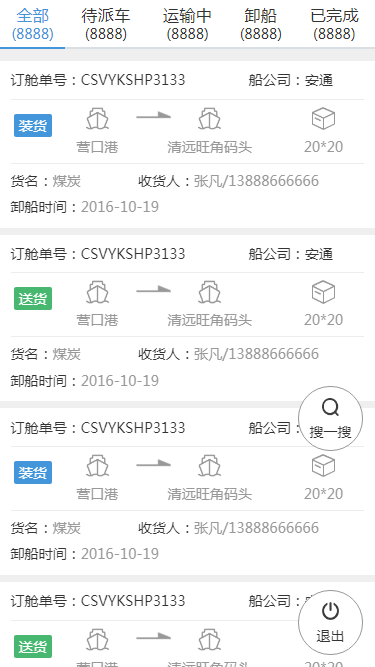 全部 待派车 运输中 卸船 已完成
(8888) (8888) (8888) (8888) (8888)
订舱单号：CSVYKSHP3133 船公司：安通
装货
营口港 清远旺角码头 20*20
货名：煤炭 收货人：张凡/13888666666
卸船时间：2016-10-19
订舱单号：CSVYKSHP3133 船公司：安通
送货
营口港 清远旺角码头 20*20
货名：煤炭 收货人：张凡/13888666666
卸船时间：2016-10-19
订舱单号：CSVYKSHP3133 船公司：
搜一搜
装货
营口港 清远旺角码头 20*20
货名：煤炭 收货人：张凡/13888666666
卸船时间：2016-10-19
订舱单号：CSVYKSHP3133 船公司：
退出
送货
营口港 清远旺角码头 20*20